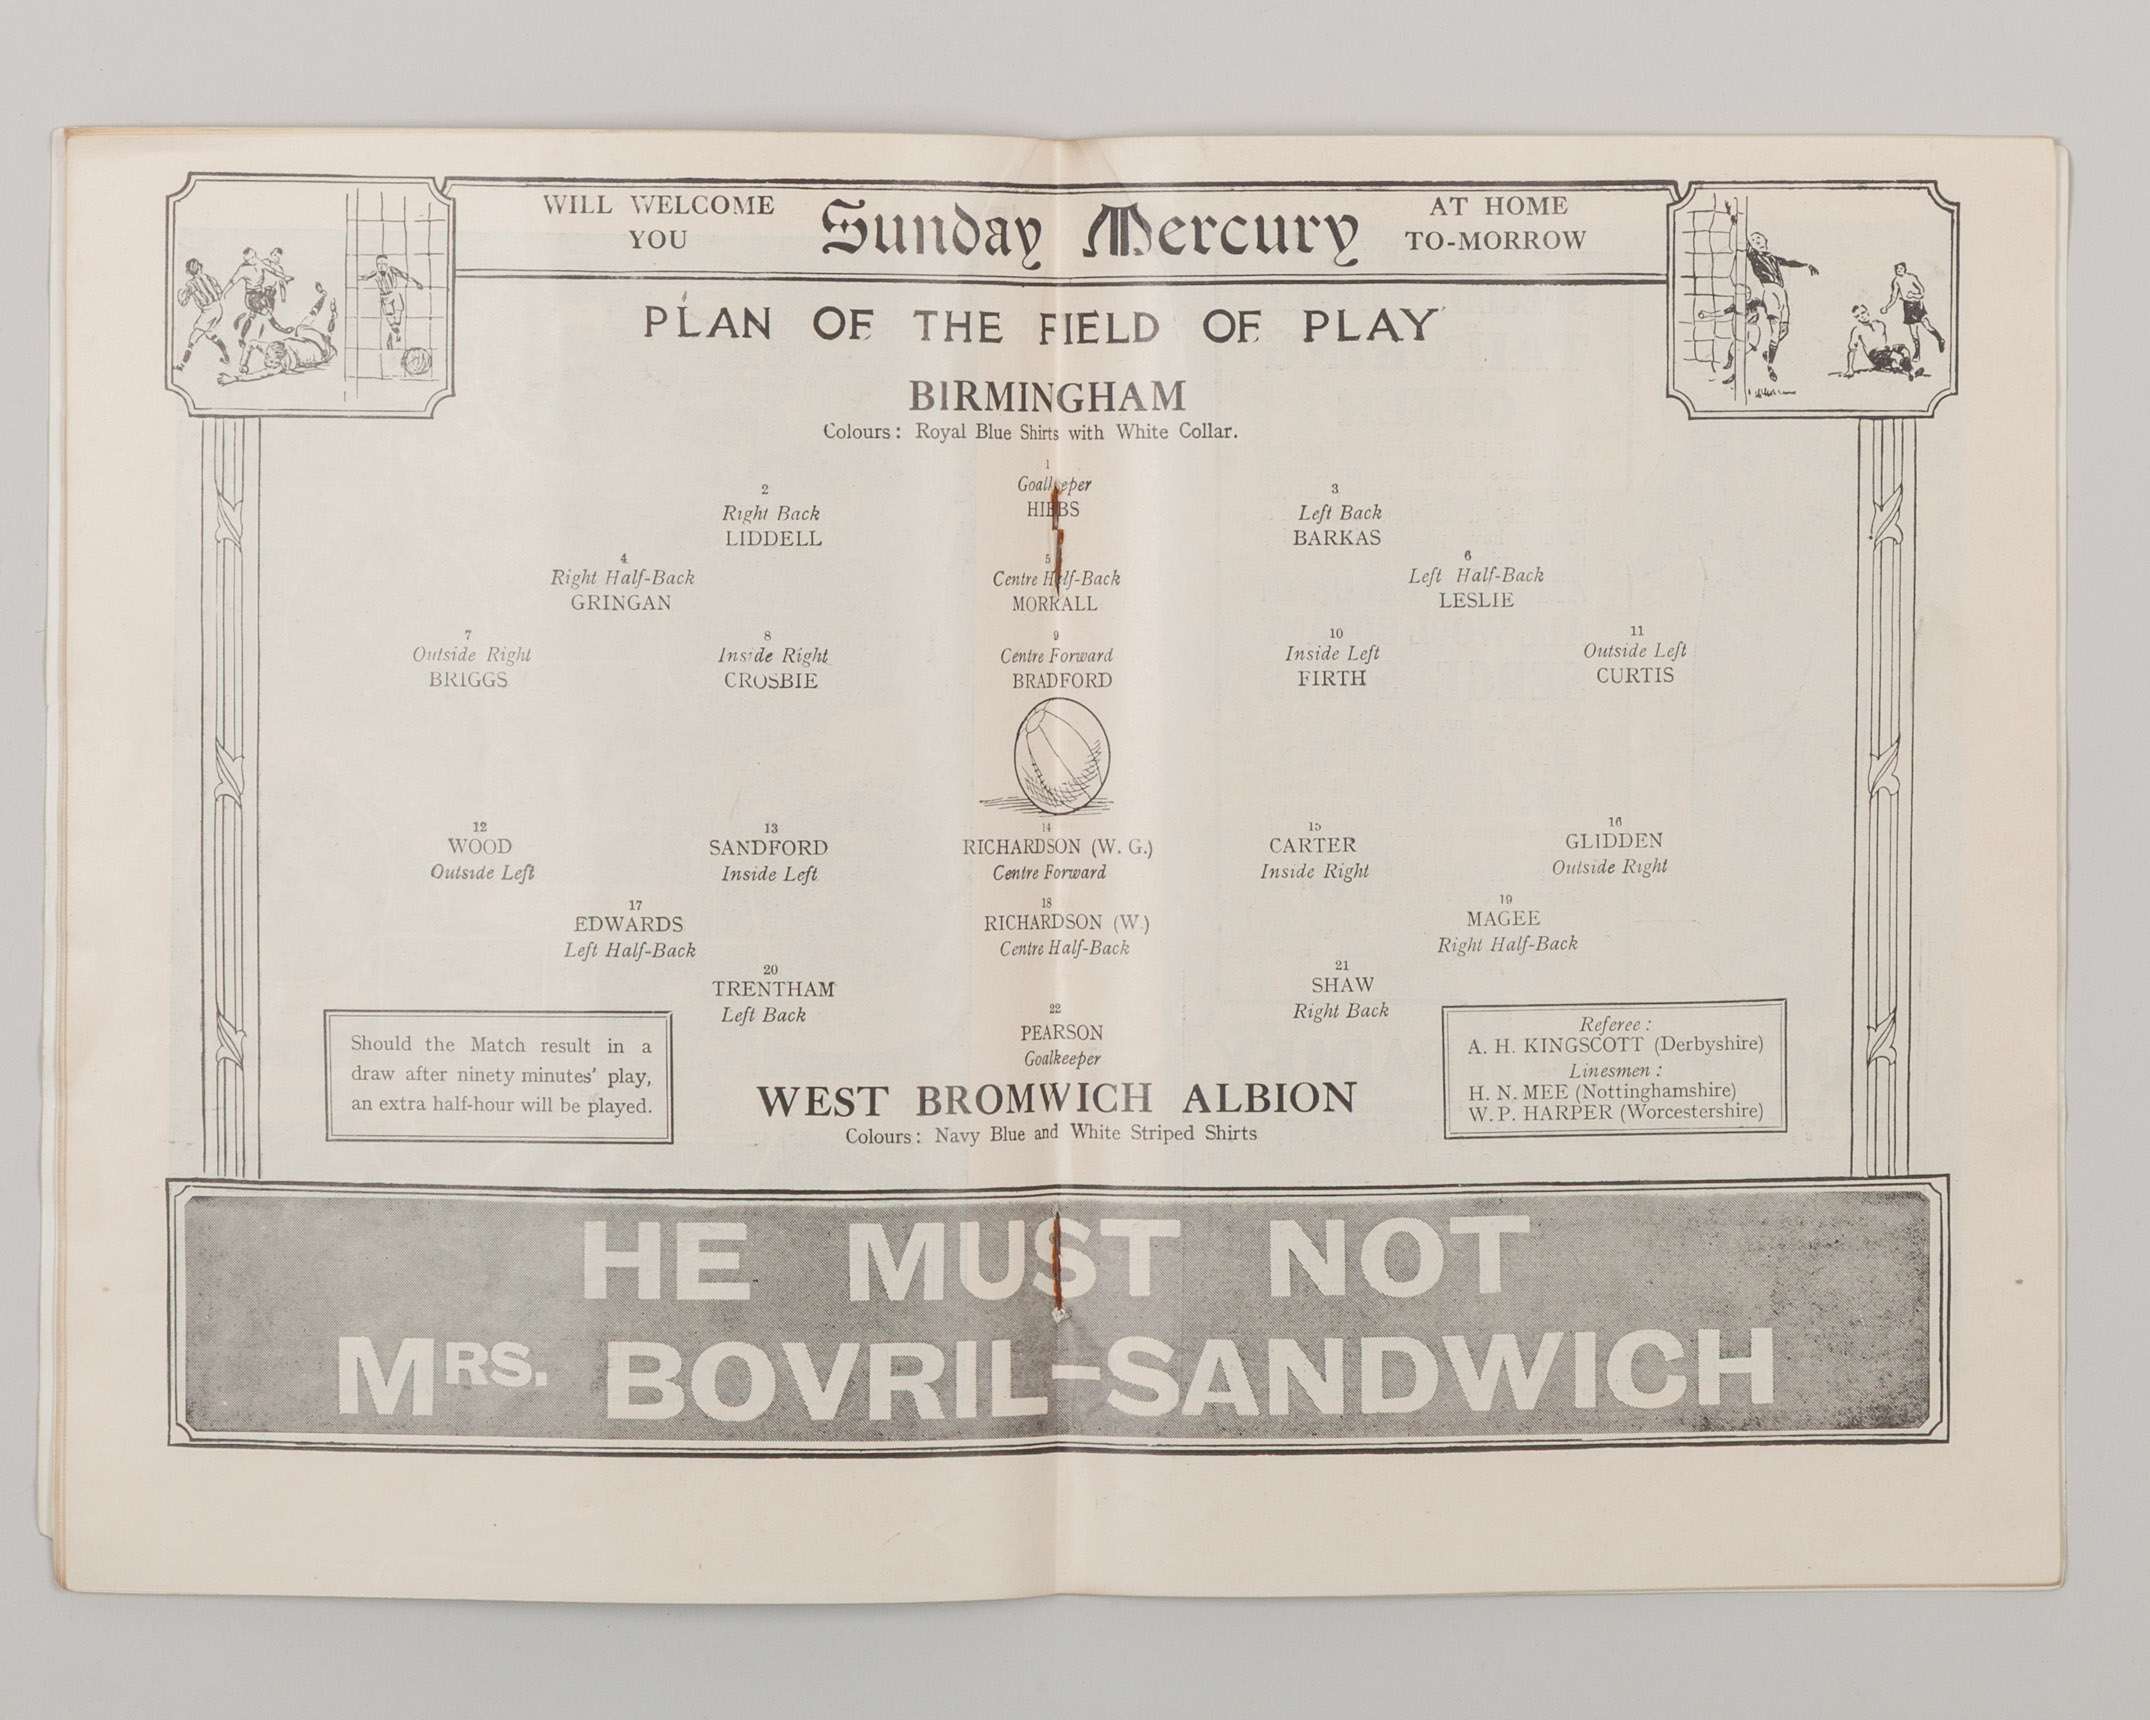 WILL WELCOME
YOU
Sunday Mercury
AT HOME
TO-MORROW
PLAN OF THE FIELD OF PLAY
BIRMINGHAM
Colours: Royal Blue Shirts with White Collar.
1
Goalkeeper
HIBBS
2
Right Back
LIDDELL
3
Left Back
BARKAS
4
Right Half-Back
GRINGAN
5
Centre Half-Back
MORRALL
6
Left Half-Back
LESLIE
7
Outside Right
BRIGGS
8
Inside Right
CROSBIE
9
Centre Forward
BRADFORD
10
Inside Left
FIRTH
11
Outside Left
CURTIS
12
WOOD
Outside Left
13
SANDFORD
Inside Left
14
RICHARDSON (W. G.)
Centre Forward
15
CARTER
Inside Right
16
GLIDDEN
Outside Right
17
EDWARDS
Left Half-Back
18
RICHARDSON (W.)
Centre Half-Back
19
MAGEE
Right Half-Back
20
TRENTHAM
Left Back
21
SHAW
Right Back
22
PEARSON
Goalkeeper
WEST BROMWICH ALBION
Colours: Navy Blue and White Striped Shirts
Should the Match result in a
draw after ninety minutes' play,
an extra half-hour will be played.
Referee:
A. H. KINGSCOTT (Derbyshire)
Linesmen:
H. N. MEE (Nottinghamshire)
W. P. HARPER (Worcestershire)
HE MUST NOT
MRS. BOVRIL-SANDWICH